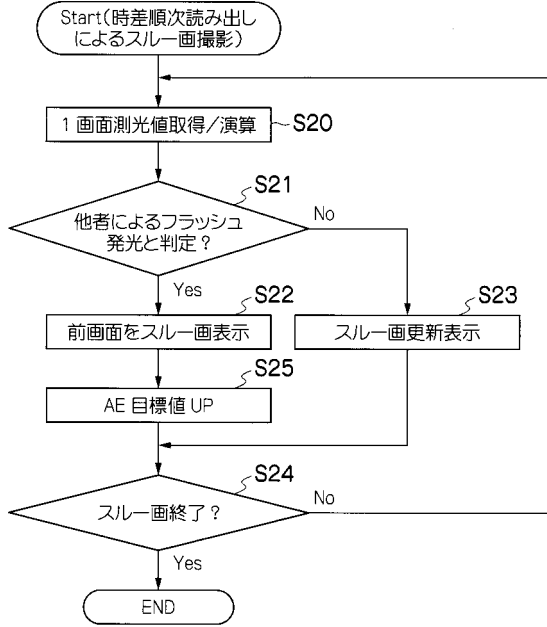 Start(時差順次読み出し
によるスルー画撮影)
1画面測光値取得/演算
S20
S21
他者によるフラッシュ
発光と判定？
No
Yes
S22
前画面をスルー画表示
S23
スルー画更新表示
S25
AE 目標値 UP
S24
スルー画終了？
No
Yes
END